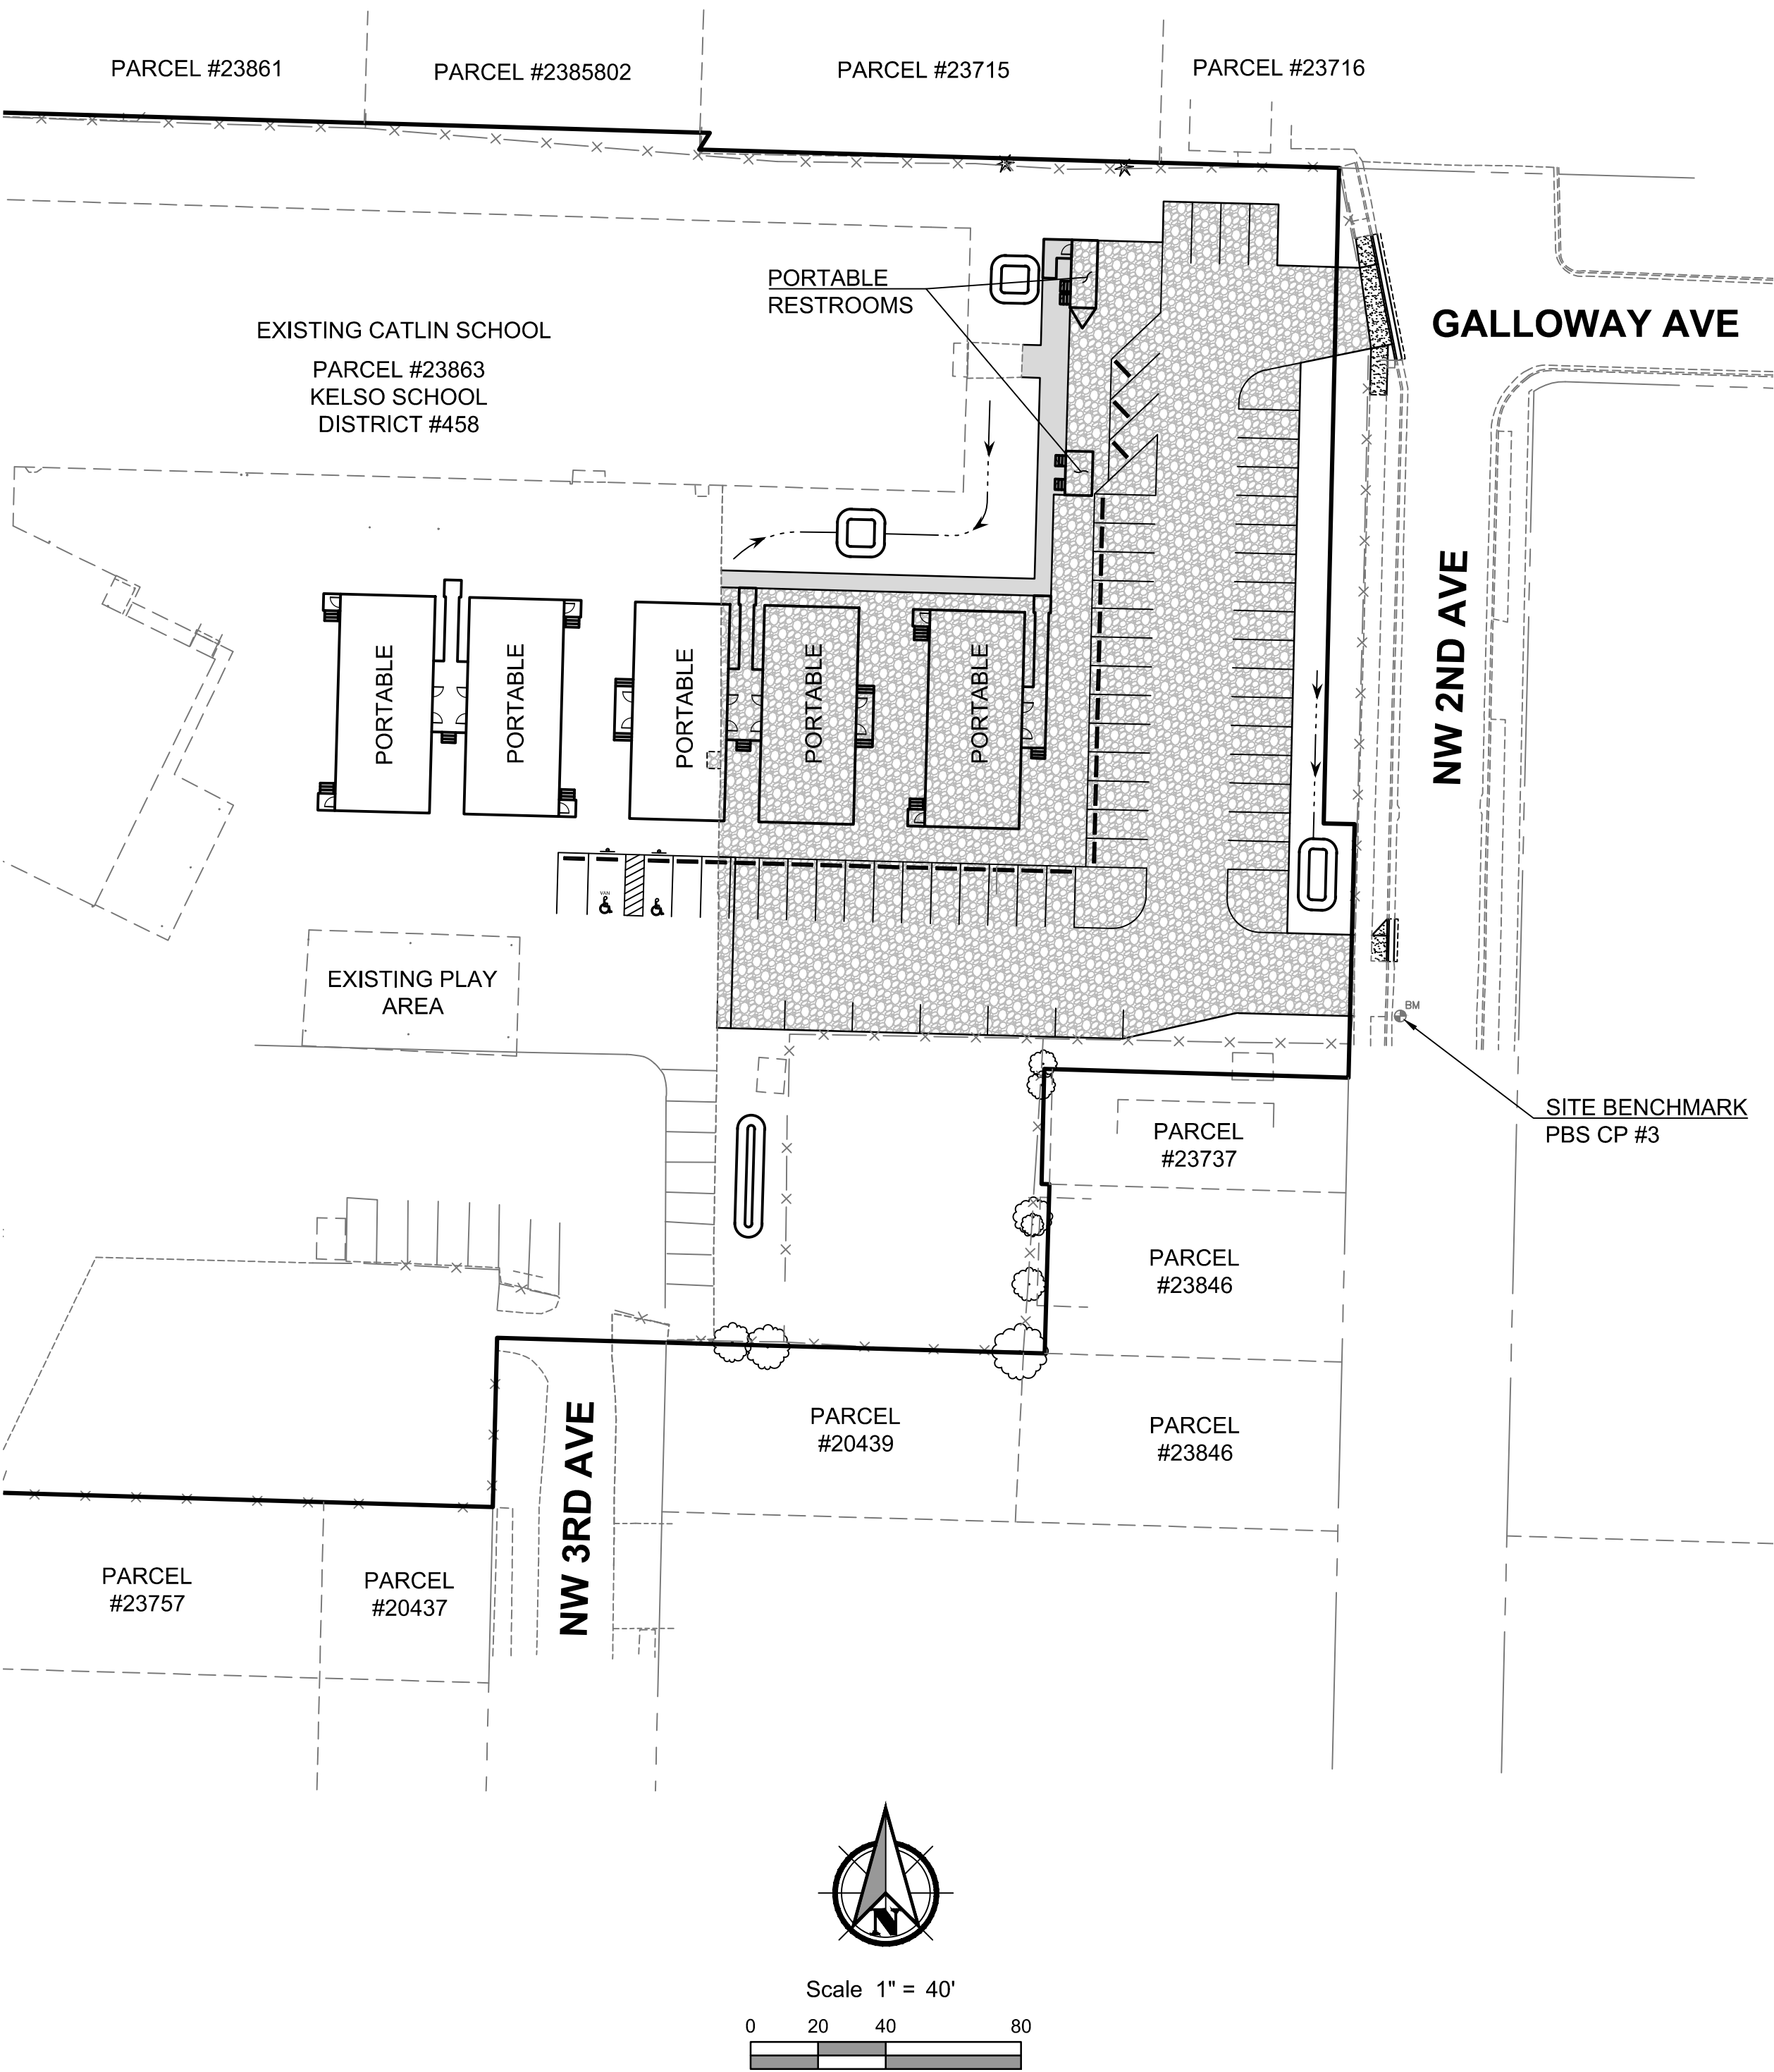 PARCEL #23861
PARCEL #2385802
PARCEL #23715
PARCEL #23716
PORTABLE
RESTROOMS
GALLOWAY AVE
EXISTING CATLIN SCHOOL
PARCEL #23863
KELSO SCHOOL
DISTRICT #458
NW 2ND AVE
PORTABLE
PORTABLE
PORTABLE
PORTABLE
PORTABLE
VAN
EXISTING PLAY
AREA
BM
SITE BENCHMARK
PBS CP #3
PARCEL
#23737
PARCEL
#23846
PARCEL
#20439
PARCEL
#23846
NW 3RD AVE
PARCEL
#23757
PARCEL
#20437
N
Scale 1" = 40'
0 20 40 80